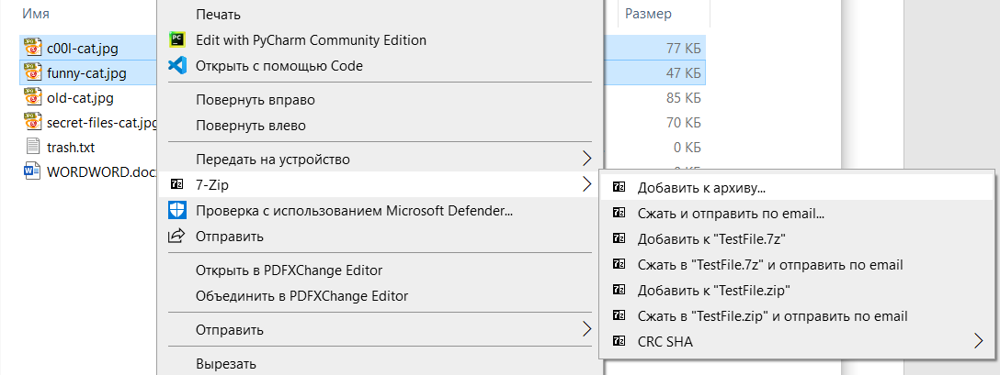 Имя
Размер
Печать
c00l-cat.jpg
Edit with PyCharm Community Edition
77 КБ
funny-cat.jpg
Открыть с помощью Code
47 КБ
old-cat.jpg
Повернуть вправо
85 КБ
secret-files-cat.jpg
Повернуть влево
70 КБ
trash.txt
Передать на устройство
0 КБ
WORDWORD.doc
7-Zip
Добавить к архиву...
Проверка с использованием Microsoft Defender...
Сжать и отправить по email...
Отправить
Добавить к "TestFile.7z"
Открыть в PDFXChange Editor
Сжать в "TestFile.7z" и отправить по email
Объединить в PDFXChange Editor
Добавить к "TestFile.zip"
Отправить
Сжать в "TestFile.zip" и отправить по email
CRC SHA
Вырезать